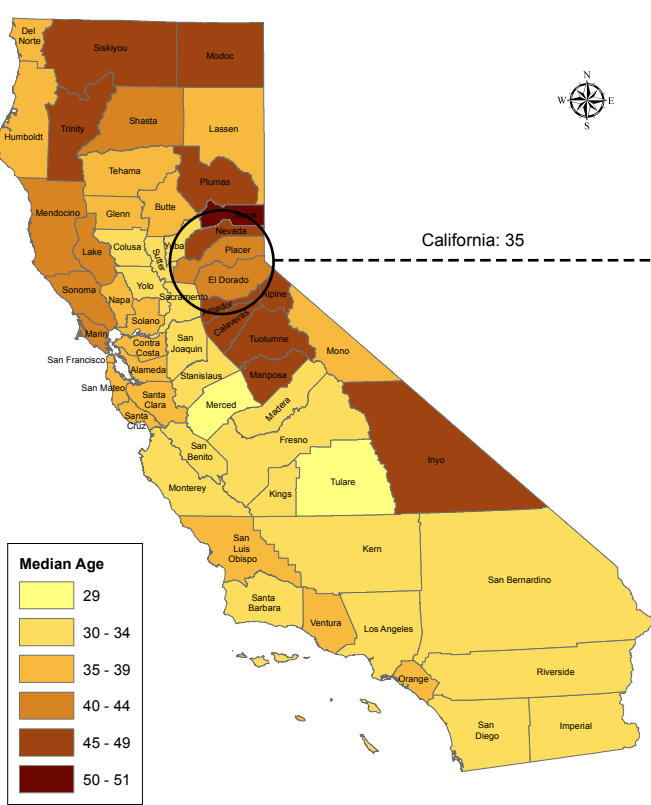 Del
Norte
Siskiyou
Modoc
N
W
E
S
Humboldt
Trinity
Shasta
Lassen
Tehama
Plumas
Mendocino
Glenn
Butte
Nevada
Colusa
Yuba
Placer
California: 35
Lake
Sutter
El Dorado
Sonoma
Napa
Yolo
Sacramento
Alpine
Amador
Solano
Calaveras
Marin
Contra
Costa
San
Joaquin
Tuolumne
Mono
San Francisco
Alameda
Stanislaus
Mariposa
San Mateo
Santa
Clara
Merced
Madera
Santa
Cruz
San
Benito
Fresno
Inyo
Monterey
Kings
Tulare
San
Luis
Obispo
Kern
San Bernardino
Santa
Barbara
Ventura
Los Angeles
Orange
Riverside
San
Diego
Imperial
Median Age
29
30 - 34
35 - 39
40 - 44
45 - 49
50 - 51